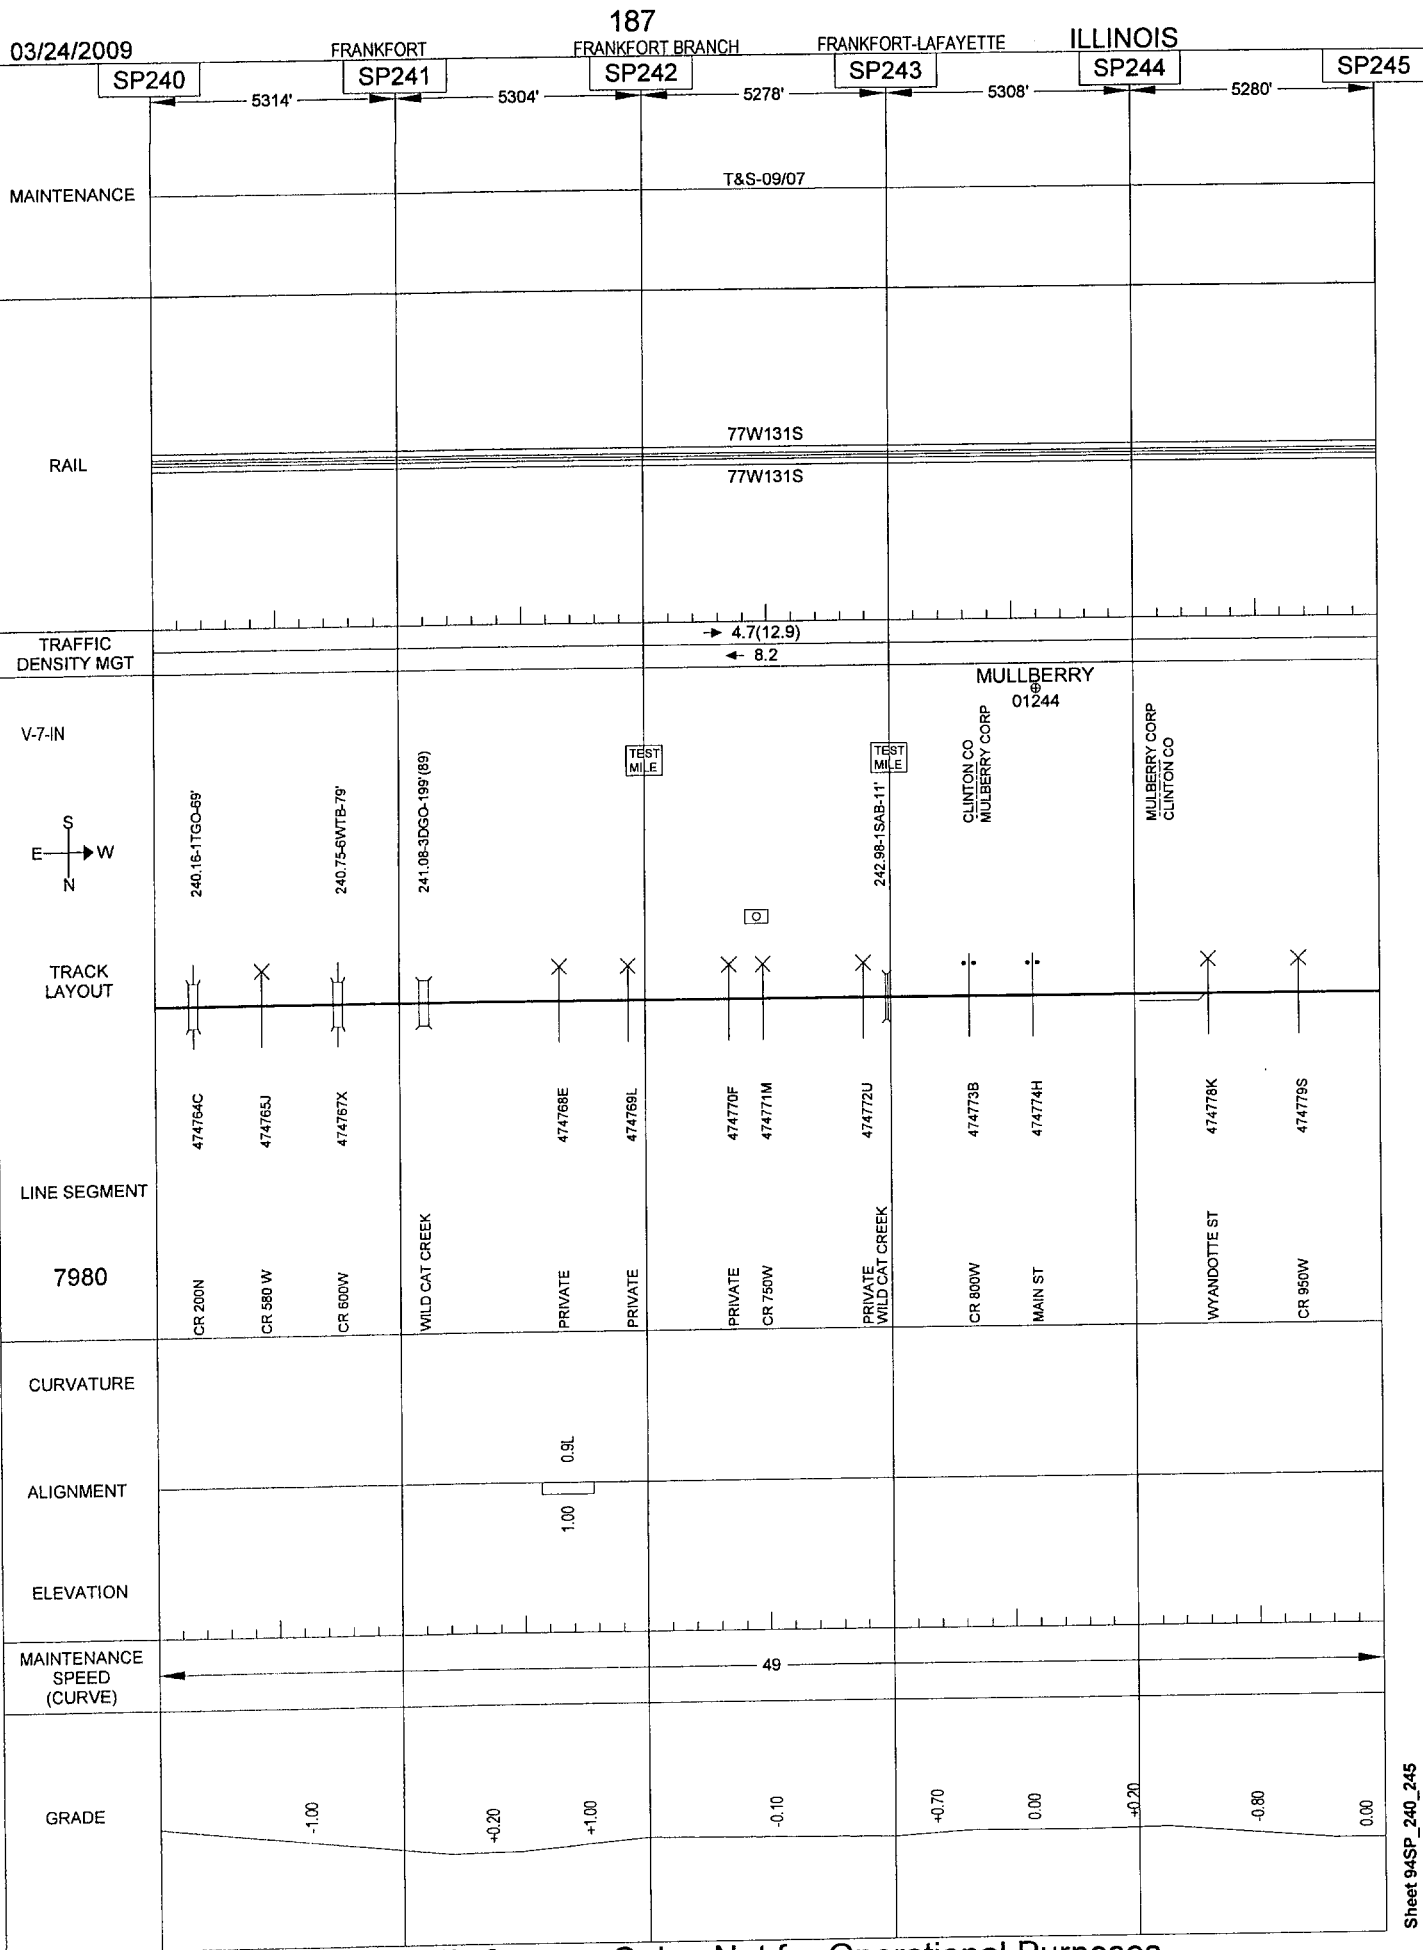 187
03/24/2009
FRANKFORT
FRANKFORT BRANCH
FRANKFORT-LAFAYETTE
ILLINOIS
SP240
SP241
SP242
SP243
SP244
SP245
5314'
5304'
5278'
5308'
5280'
MAINTENANCE
T&S-09/07
RAIL
77W131S
77W131S
TRAFFIC
DENSITY MGT
4.7(12.9)
8.2
MULLBERRY
01244
V-7-IN
S
E
W
N
240.16-1TGO-69'
240.75-6WTB-79'
241.08-3DGO-199'(89)
TEST
MILE
TEST
MILE
242.98-1SAB-11'
CLINTON CO
MULBERRY CORP
MULBERRY CORP
CLINTON CO
TRACK
LAYOUT
474764C
474765J
474767X
474768E
474769L
474770F
474771M
474772U
474773B
474774H
474778K
474779S
LINE SEGMENT
7980
CR 200N
CR 580 W
CR 600W
WILD CAT CREEK
PRIVATE
PRIVATE
PRIVATE
CR 750W
PRIVATE
WILD CAT CREEK
CR 800W
MAIN ST
WYANDOTTE ST
CR 950W
CURVATURE
0.9L
ALIGNMENT
1.00
ELEVATION
MAINTENANCE
SPEED
(CURVE)
49
GRADE
-1.00
+0.20
+1.00
-0.10
+0.70
0.00
+0.20
-0.80
0.00
Sheet 94SP_240_245